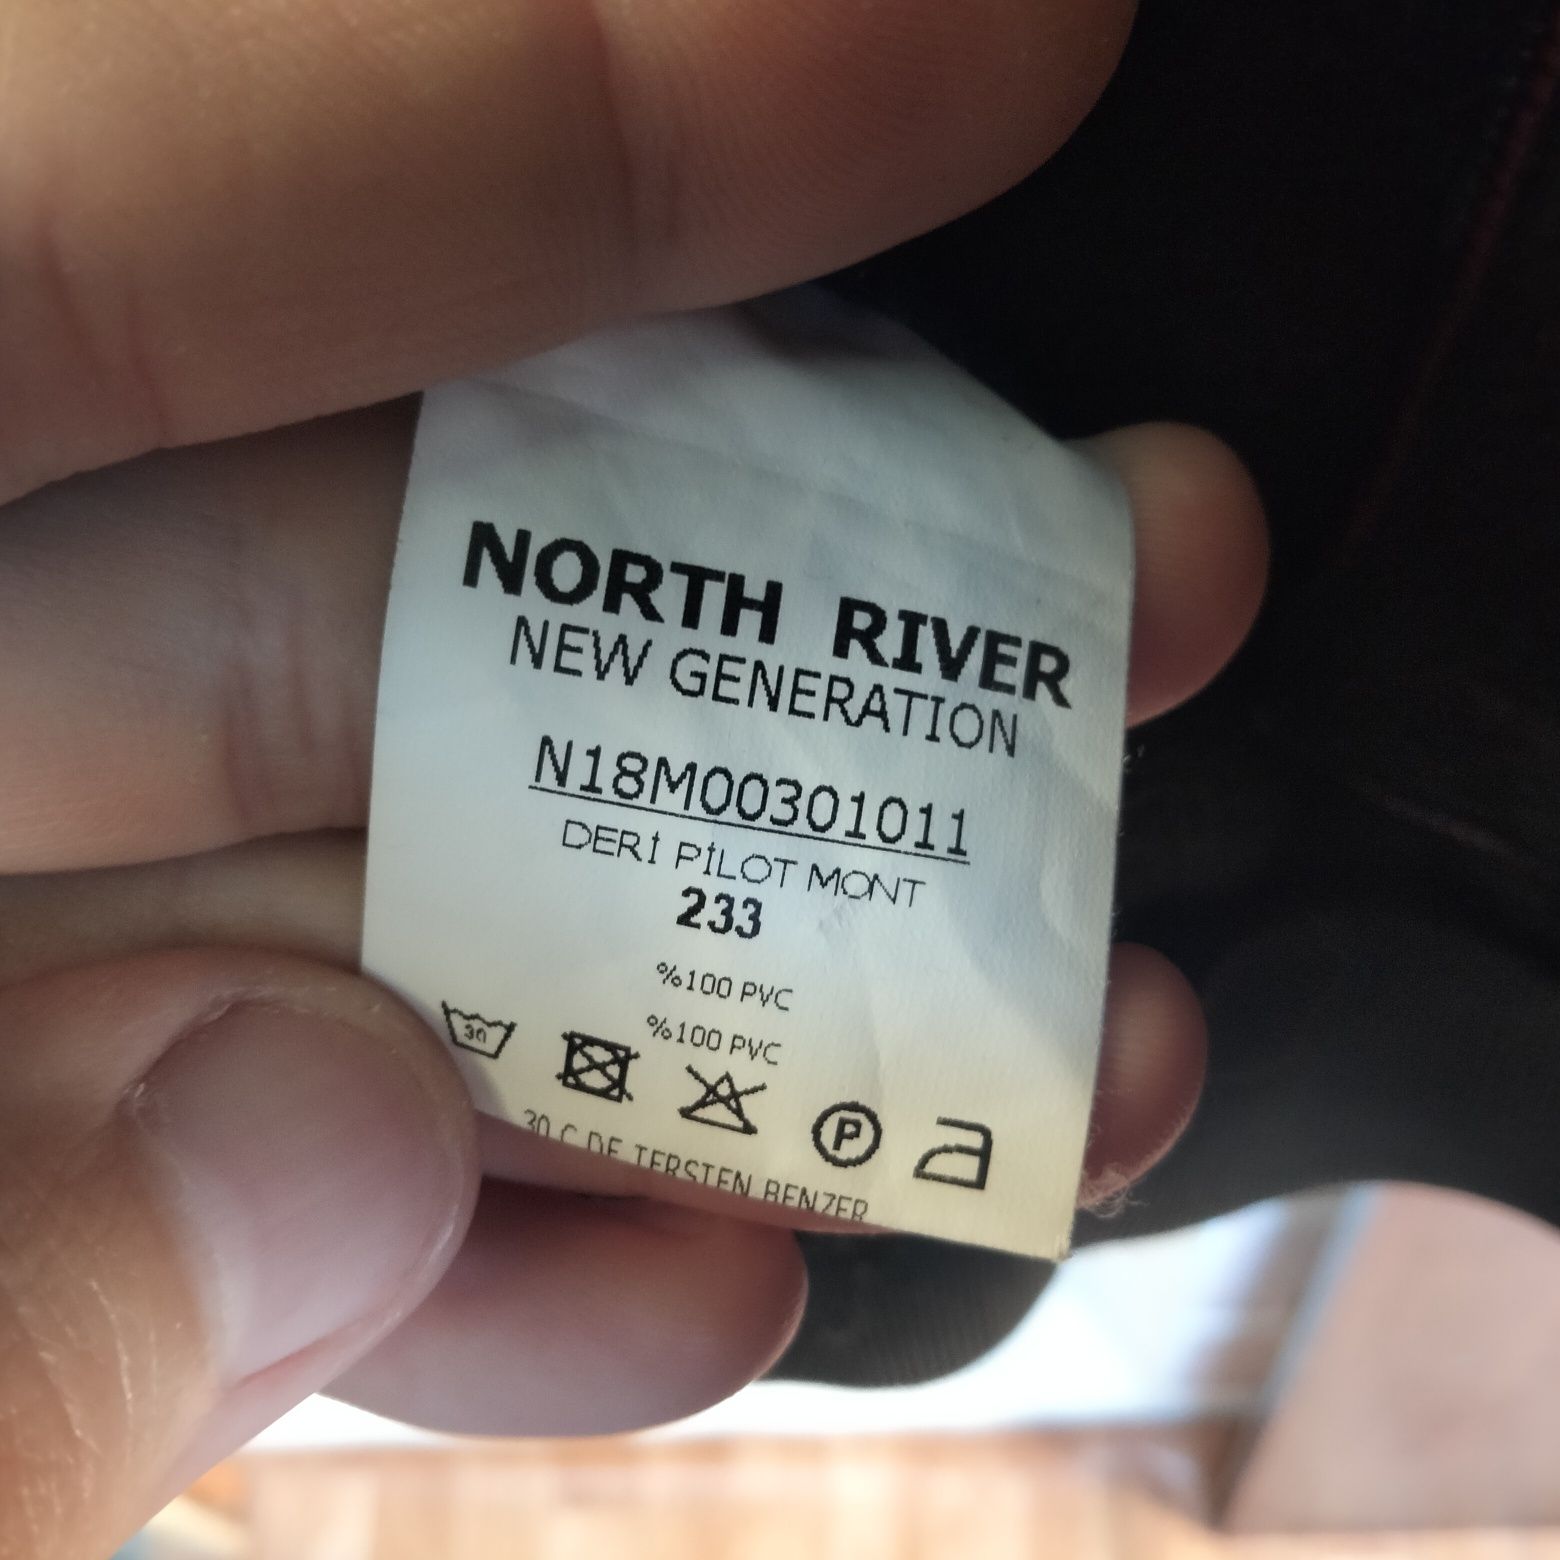 NORTH RIVER
NEW GENERATION
N18M00301011
DERİ PİLOT MONT
233
%100 PVC
%100 PVC
30
P
30 C DE TERSTEN BENZER